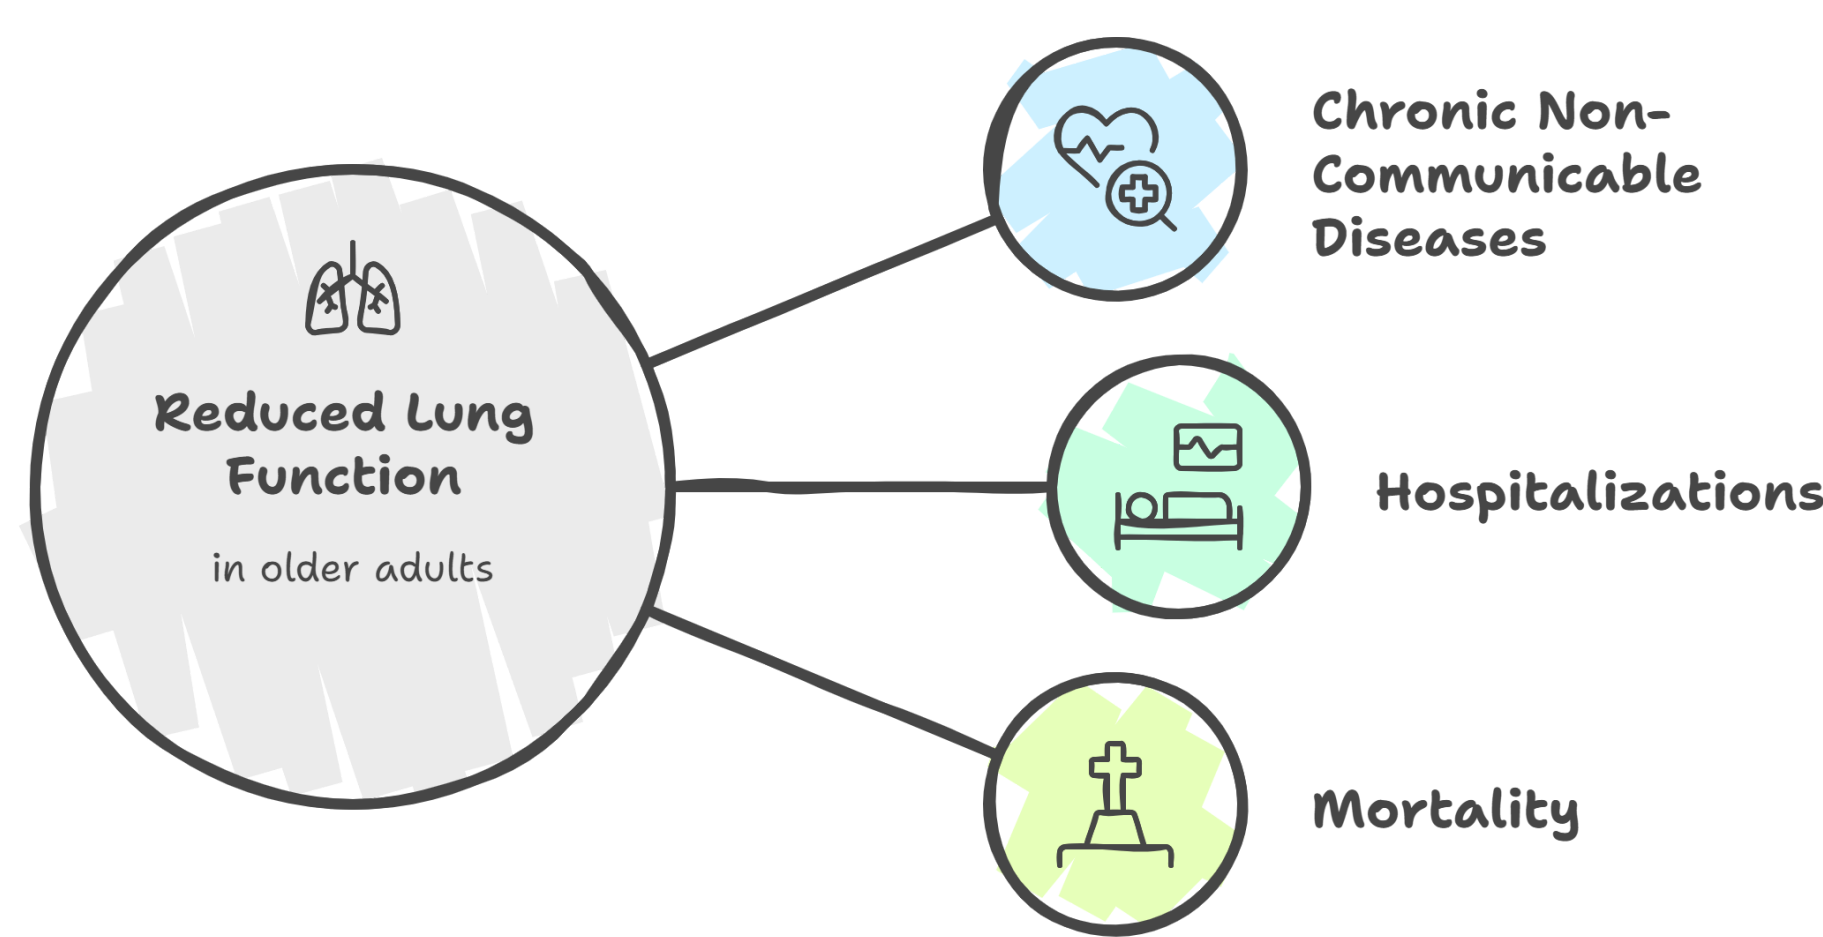 Reduced Lung
Function
in older adults
Chronic Non-
Communicable
Diseases
Hospitalizations
Mortality